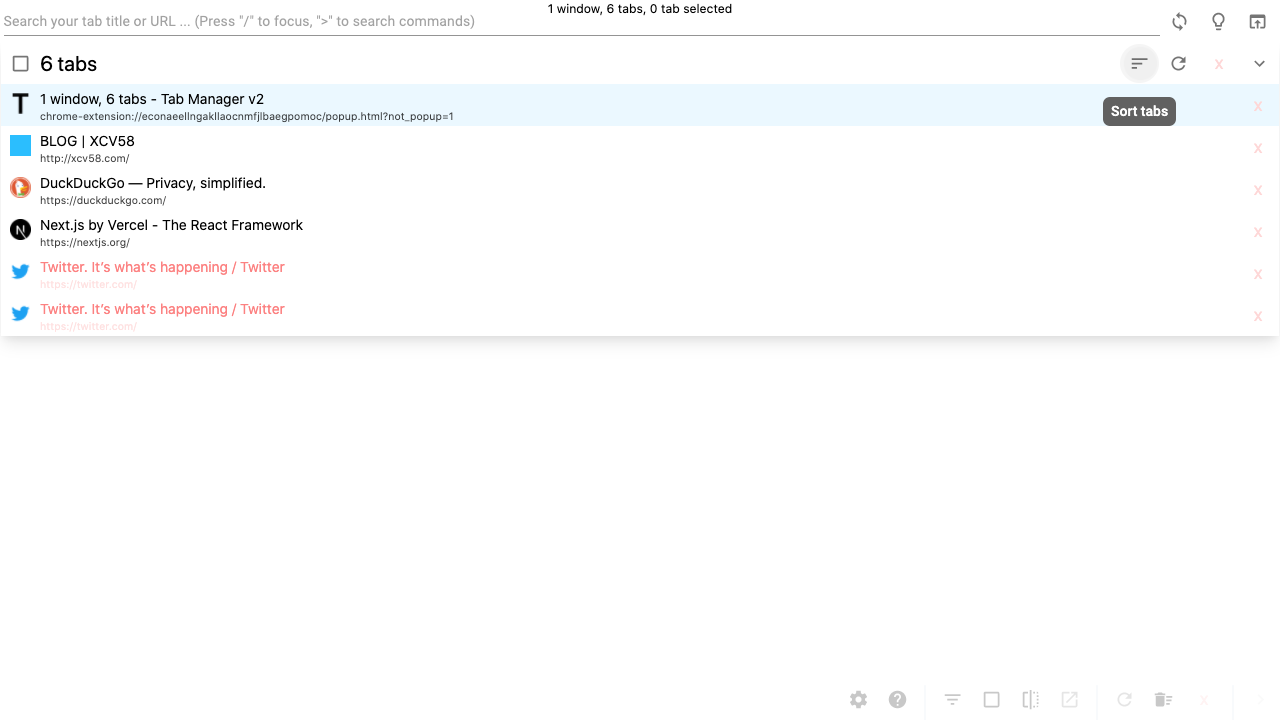 1 window, 6 tabs, 0 tab selected
Search your tab title or URL ... (Press "/" to focus, ">" to search commands)
6 tabs
x
1 window, 6 tabs - Tab Manager v2
chrome-extension://econaeellngakllaocnmfjlbaegpomoc/popup.html?not_popup=1
Sort tabs
x
BLOG | XCV58
http://xcv58.com/
x
DuckDuckGo — Privacy, simplified.
https://duckduckgo.com/
x
Next.js by Vercel - The React Framework
https://nextjs.org/
x
Twitter. It’s what’s happening / Twitter
https://twitter.com/
x
Twitter. It’s what’s happening / Twitter
https://twitter.com/
x
x